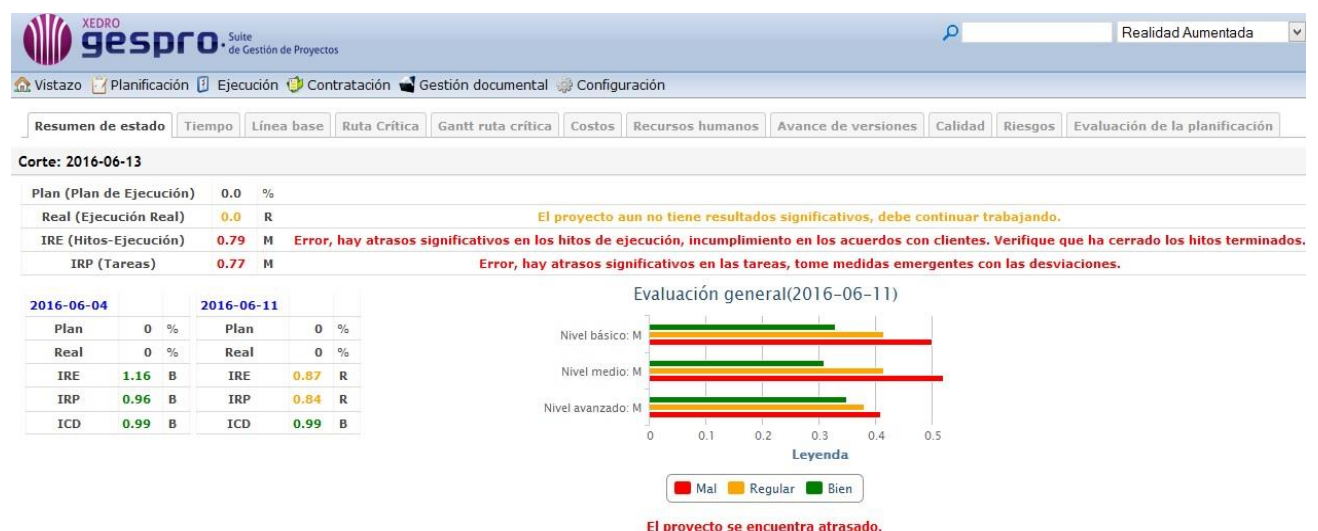 XEDRO
gespro. Suite de Gestión de Proyectos
Realidad Aumentada
Vistazo Planificación Ejecución Contratación Gestión documental Configuración
Resumen de estado Tiempo Línea base Ruta Crítica Gantt ruta crítica Costos Recursos humanos Avance de versiones Calidad Riesgos Evaluación de la planificación
Corte: 2016-06-13
Plan (Plan de Ejecución) 0.0 %
Real (Ejecución Real) 0.0 R El proyecto aun no tiene resultados significativos, debe continuar trabajando.
IRE (Hitos-Ejecución) 0.79 M Error, hay atrasos significativos en los hitos de ejecución, incumplimiento en los acuerdos con clientes. Verifique que ha cerrado los hitos terminados.
IRP (Tareas) 0.77 M Error, hay atrasos significativos en las tareas, tome medidas emergentes con las desviaciones.
2016-06-04 2016-06-11
Plan 0 % Plan 0 %
Real 0 % Real 0 %
IRE 1.16 B IRE 0.87 R
IRP 0.96 B IRP 0.84 R
ICD 0.99 B ICD 0.99 B
Evaluación general(2016-06-11)
Nivel básico: M
Nivel medio: M
Nivel avanzado: M
0 0.1 0.2 0.3 0.4 0.5
Leyenda
Mal Regular Bien
El proyecto se encuentra atrasado.